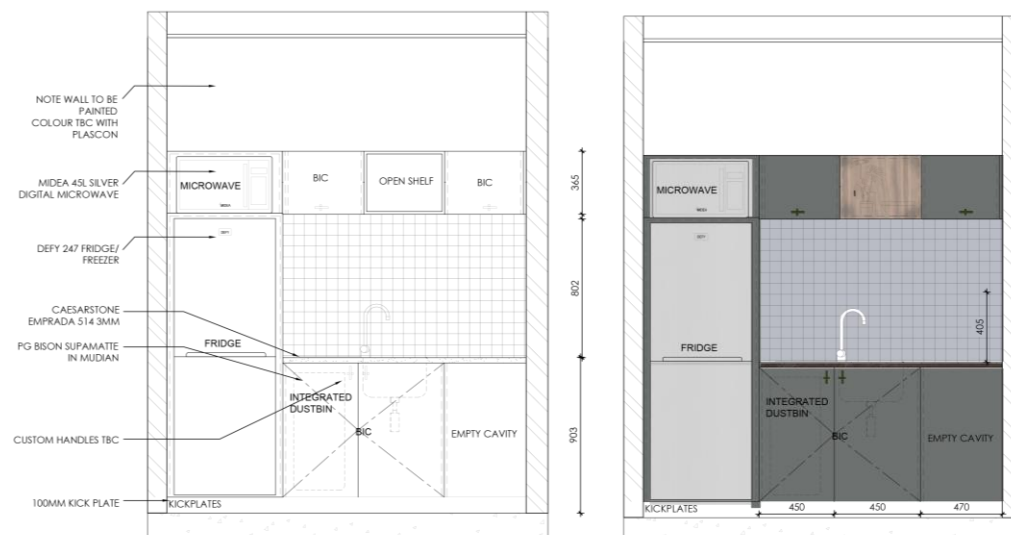 NOTE WALL TO BE
PAINTED
COLOUR TBC WITH
PLASCON
MIDEA 45L SILVER
DIGITAL MICROWAVE
DEFY 247 FRIDGE/
FREEZER
CAESARSTONE
EMPRADA 514 3MM
PG BISON SUPAMATTE
IN MUDIAN
CUSTOM HANDLES TBC
100MM KICK PLATE
MICROWAVE
BIC
OPEN SHELF
BIC
FRIDGE
INTEGRATED
DUSTBIN
BIC
EMPTY CAVITY
KICKPLATES
365
802
903
MICROWAVE
405
FRIDGE
INTEGRATED
DUSTBIN
BIC
EMPTY CAVITY
KICKPLATES
450
450
470